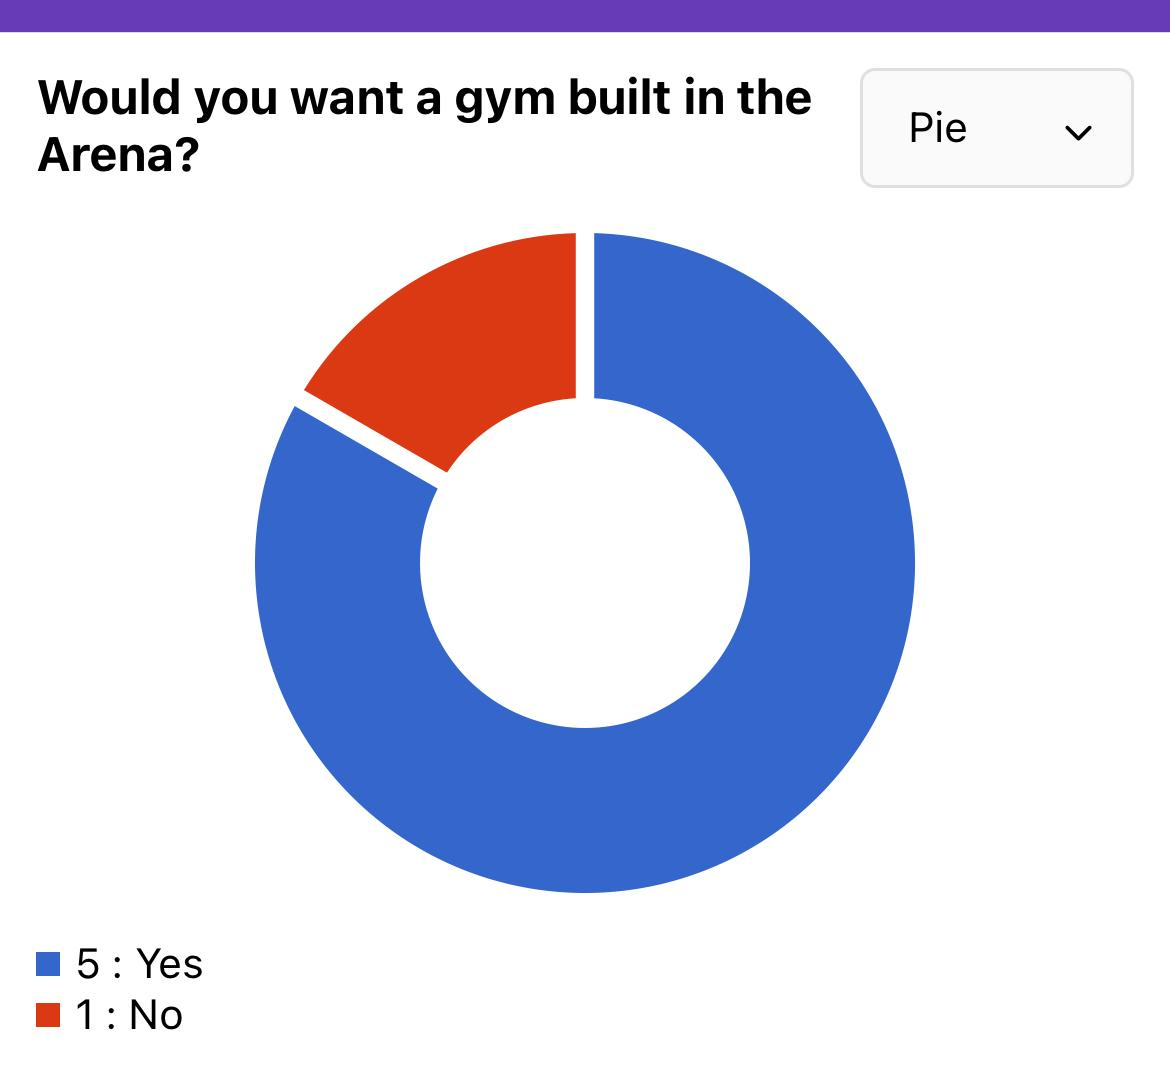 Would you want a gym built in the
Arena?
Pie
5 : Yes
1 : No